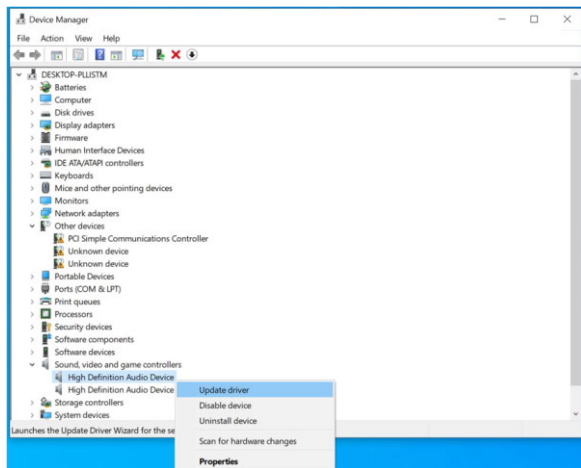 Device Manager
File Action View Help
DESKTOP-PLLISTM
Batteries
Computer
Disk drives
Display adapters
Firmware
Human Interface Devices
IDE ATA/ATAPI controllers
Keyboards
Mice and other pointing devices
Monitors
Network adapters
Other devices
PCI Simple Communications Controller
Unknown device
Unknown device
Portable Devices
Ports (COM & LPT)
Print queues
Processors
Security devices
Software components
Software devices
Sound, video and game controllers
High Definition Audio Device
High Definition Audio Device
Storage controllers
System devices
Update driver
Disable device
Uninstall device
Scan for hardware changes
Properties
Launches the Update Driver Wizard for the se